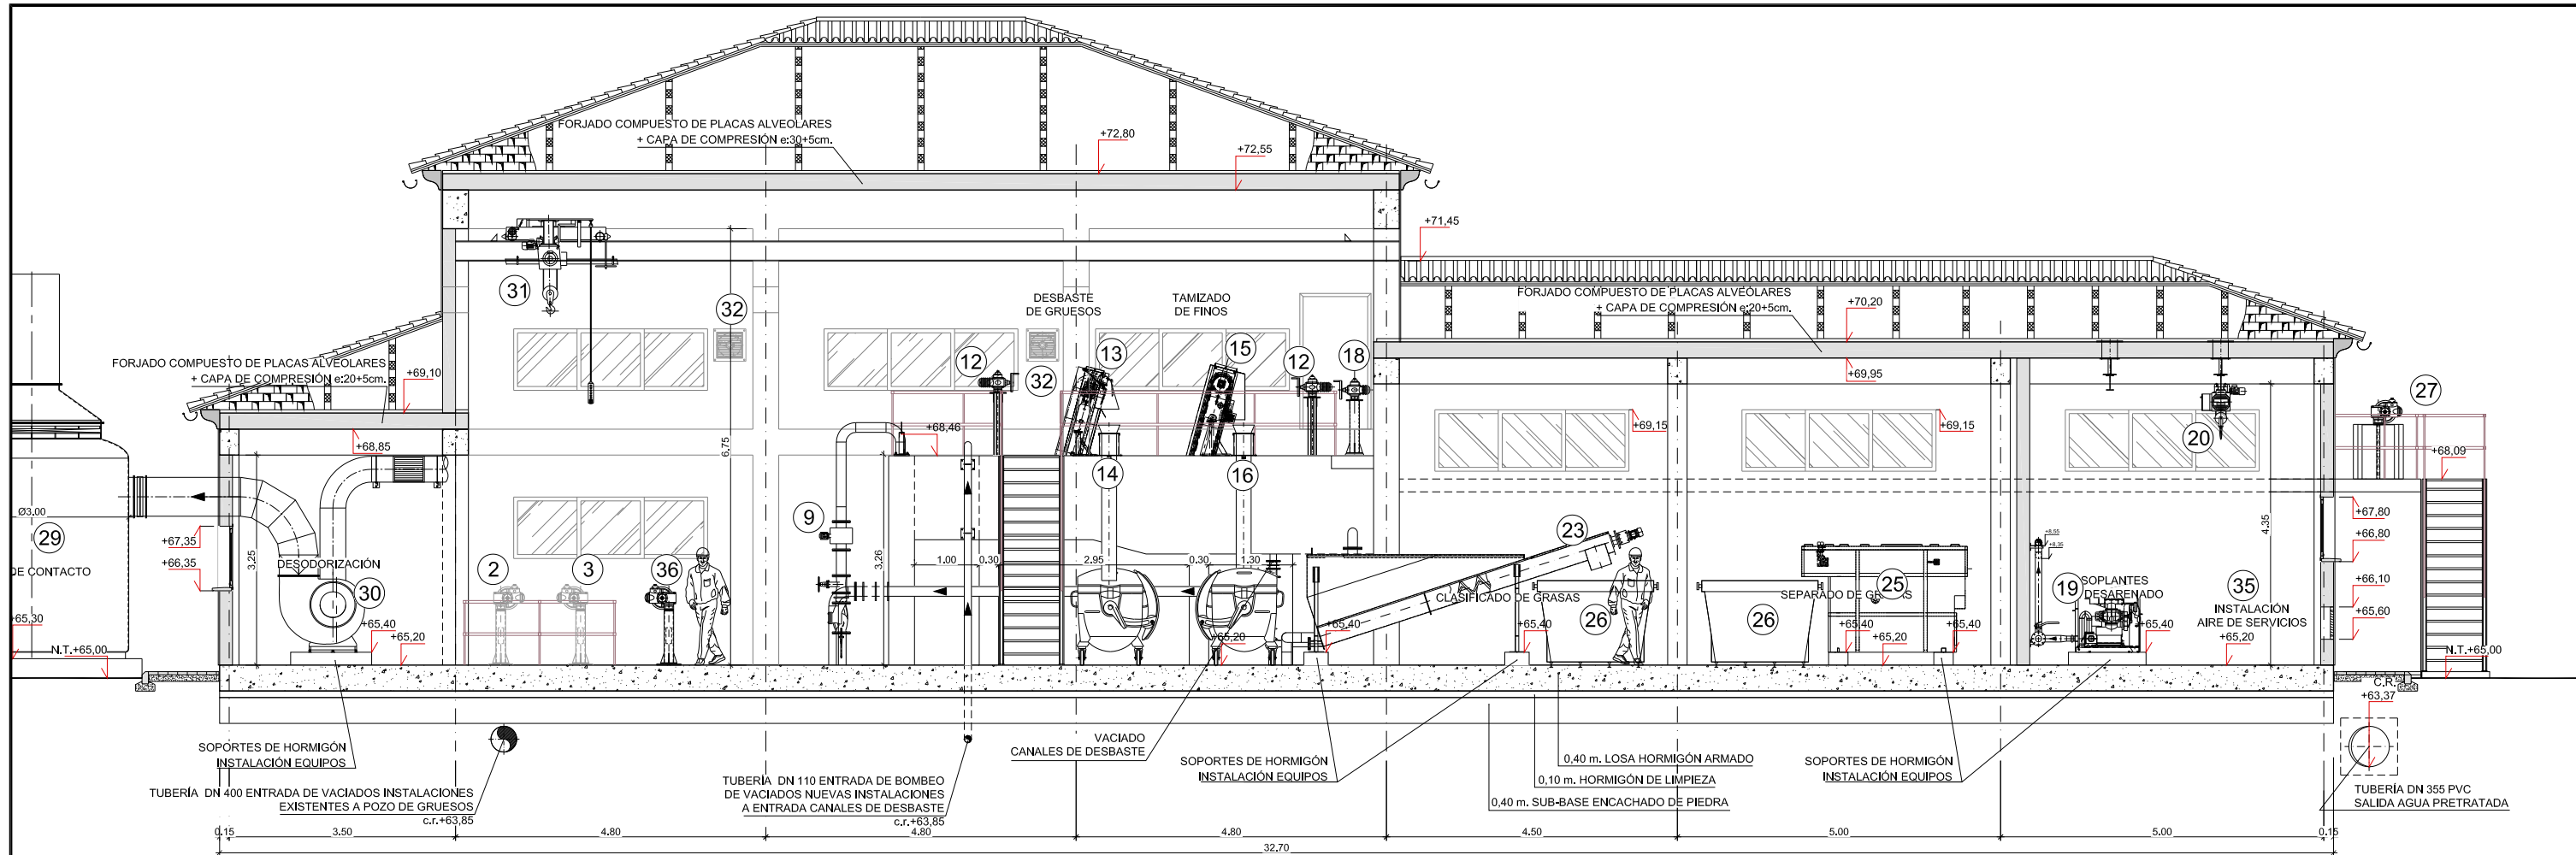 FORJADO COMPUESTO DE PLACAS ALVEOLARES
+ CAPA DE COMPRESIÓN e:30+5cm.
+72,80
+72,55
+71,45
31
32
DESBASTE
DE GRUESOS
TAMIZADO
DE FINOS
FORJADO COMPUESTO DE PLACAS ALVEOLARES
+ CAPA DE COMPRESIÓN e:20+5cm.
+70,20
+69,95
FORJADO COMPUESTO DE PLACAS ALVEOLARES
+ CAPA DE COMPRESIÓN e:20+5cm.
+69,10
+68,85
12
32
13
15
12
18
27
+69,15
+69,15
20
+68,46
6.75
+68,09
14
16
Ø3,00
29
DE CONTACTO
+67,35
+66,35
3.25
DESODORIZACIÓN
30
2
3
36
9
3.26
1.00
0.30
2.95
0.30
1.30
23
CLASIFICADO DE GRASAS
26
26
25
SEPARADO DE GRASAS
+8,55
+8,35
19
SOPLANTES
DESARENADO
35
INSTALACIÓN
AIRE DE SERVICIOS
4.35
+67,80
+66,80
+66,10
+65,60
+65,30
N.T.+65,00
+65,40
+65,20
+65,20
+65,40
+65,40
+65,40
+65,20
+65,40
+65,40
+65,20
N.T.+65,00
C.R.
+63,37
SOPORTES DE HORMIGÓN
INSTALACIÓN EQUIPOS
TUBERÍA DN 400 ENTRADA DE VACIADOS INSTALACIONES
EXISTENTES A POZO DE GRUESOS
c.r.+63,85
TUBERÍA DN 110 ENTRADA DE BOMBEO
DE VACIADOS NUEVAS INSTALACIONES
A ENTRADA CANALES DE DESBASTE
c.r.+63,85
VACIADO
CANALES DE DESBASTE
SOPORTES DE HORMIGÓN
INSTALACIÓN EQUIPOS
0,40 m. LOSA HORMIGÓN ARMADO
0,10 m. HORMIGÓN DE LIMPIEZA
0,40 m. SUB-BASE ENCACHADO DE PIEDRA
SOPORTES DE HORMIGÓN
INSTALACIÓN EQUIPOS
TUBERÍA DN 355 PVC
SALIDA AGUA PRETRATADA
0.15
3.50
4.80
4.80
4.80
4.50
5.00
5.00
0.15
32.70